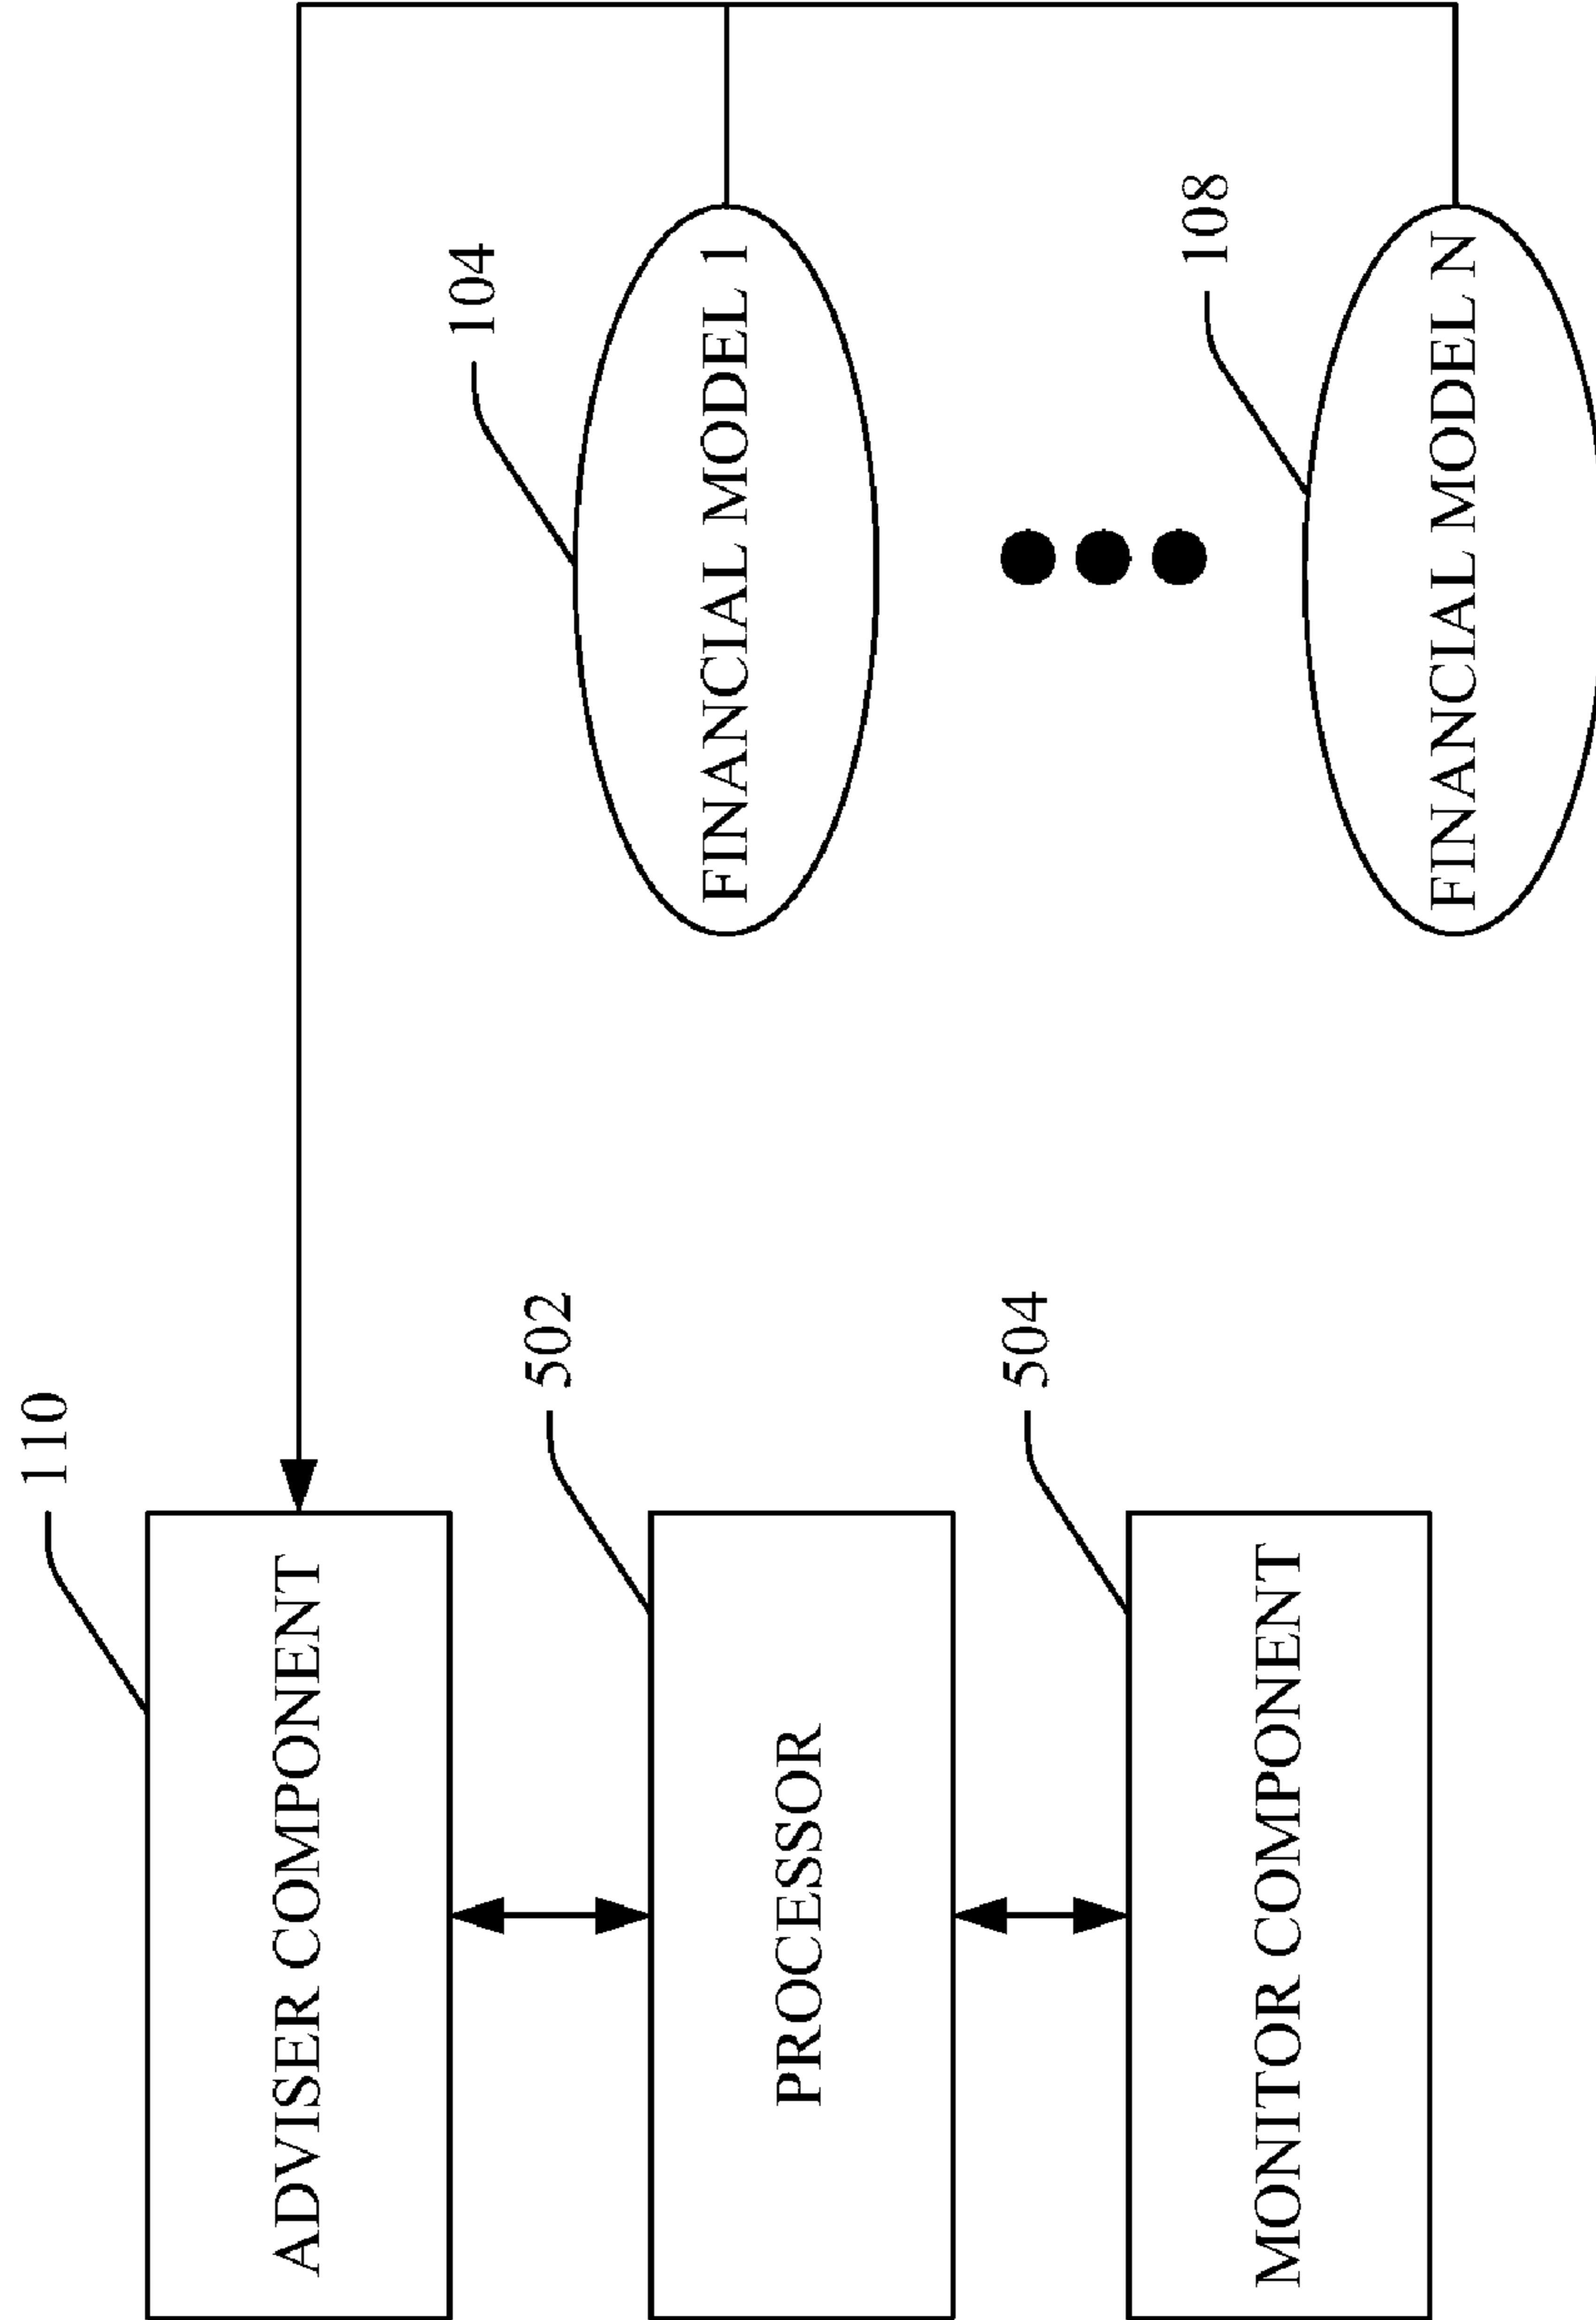 110
ADVISER COMPONENT
502
PROCESSOR
504
MONITOR COMPONENT
104
FINANCIAL MODEL 1
108
FINANCIAL MODEL N